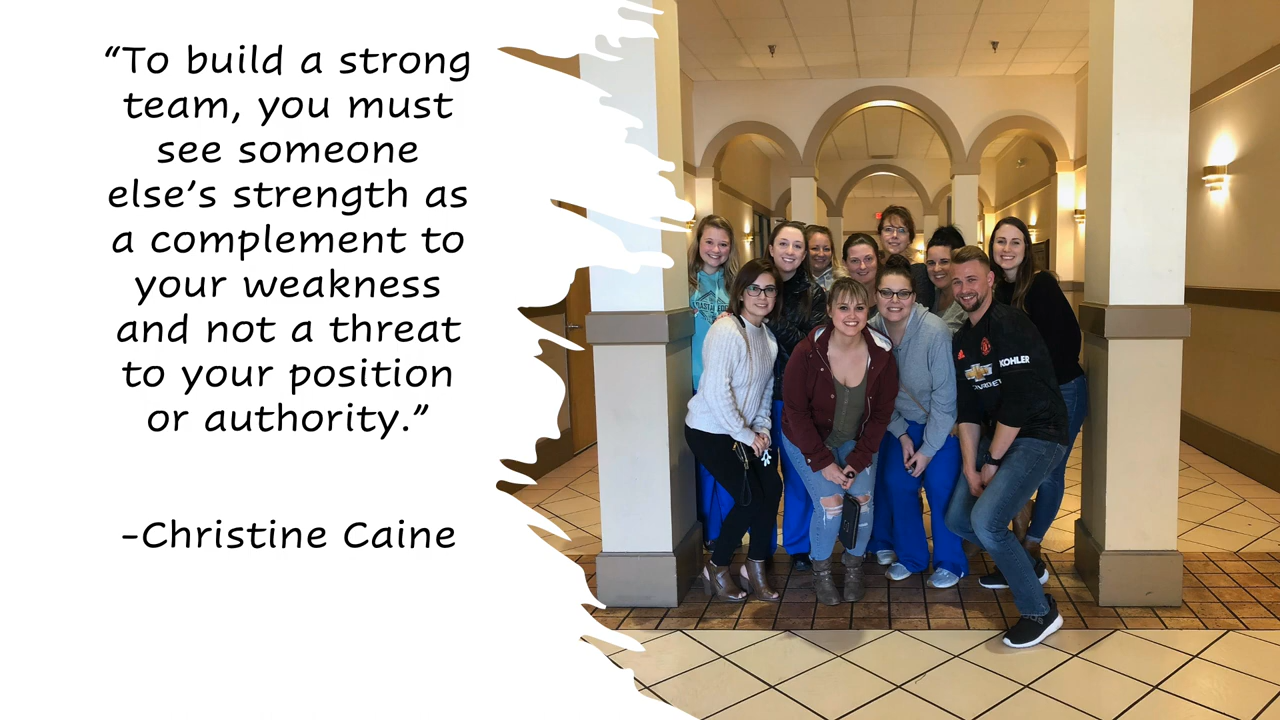 “To build a strong
team, you must
see someone
else’s strength as
a complement to
your weakness
and not a threat
to your position
or authority.”
-Christine Caine
KOHLER